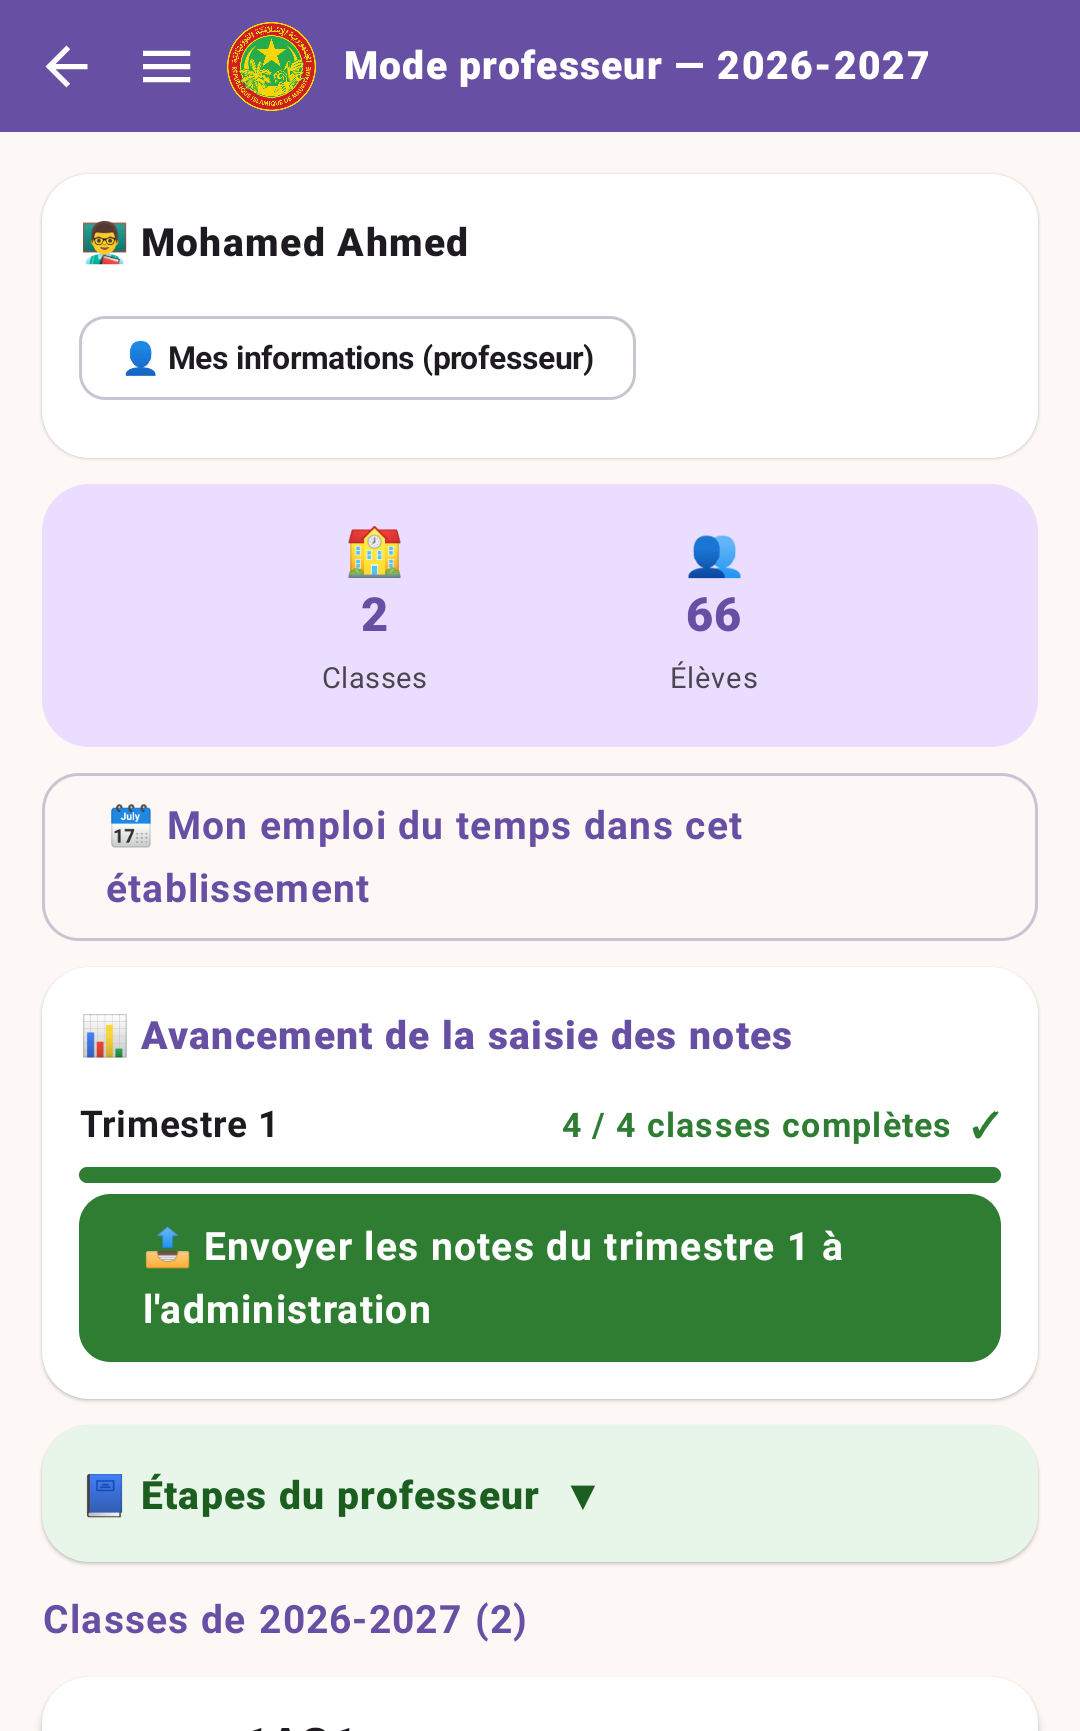 Mode professeur — 2026-2027
Mohamed Ahmed
Mes informations (professeur)
2
66
Classes
Élèves
Mon emploi du temps dans cet
établissement
Avancement de la saisie des notes
Trimestre 1
4 / 4 classes complètes ✓
Envoyer les notes du trimestre 1 à
l'administration
Étapes du professeur ▼
Classes de 2026-2027 (2)